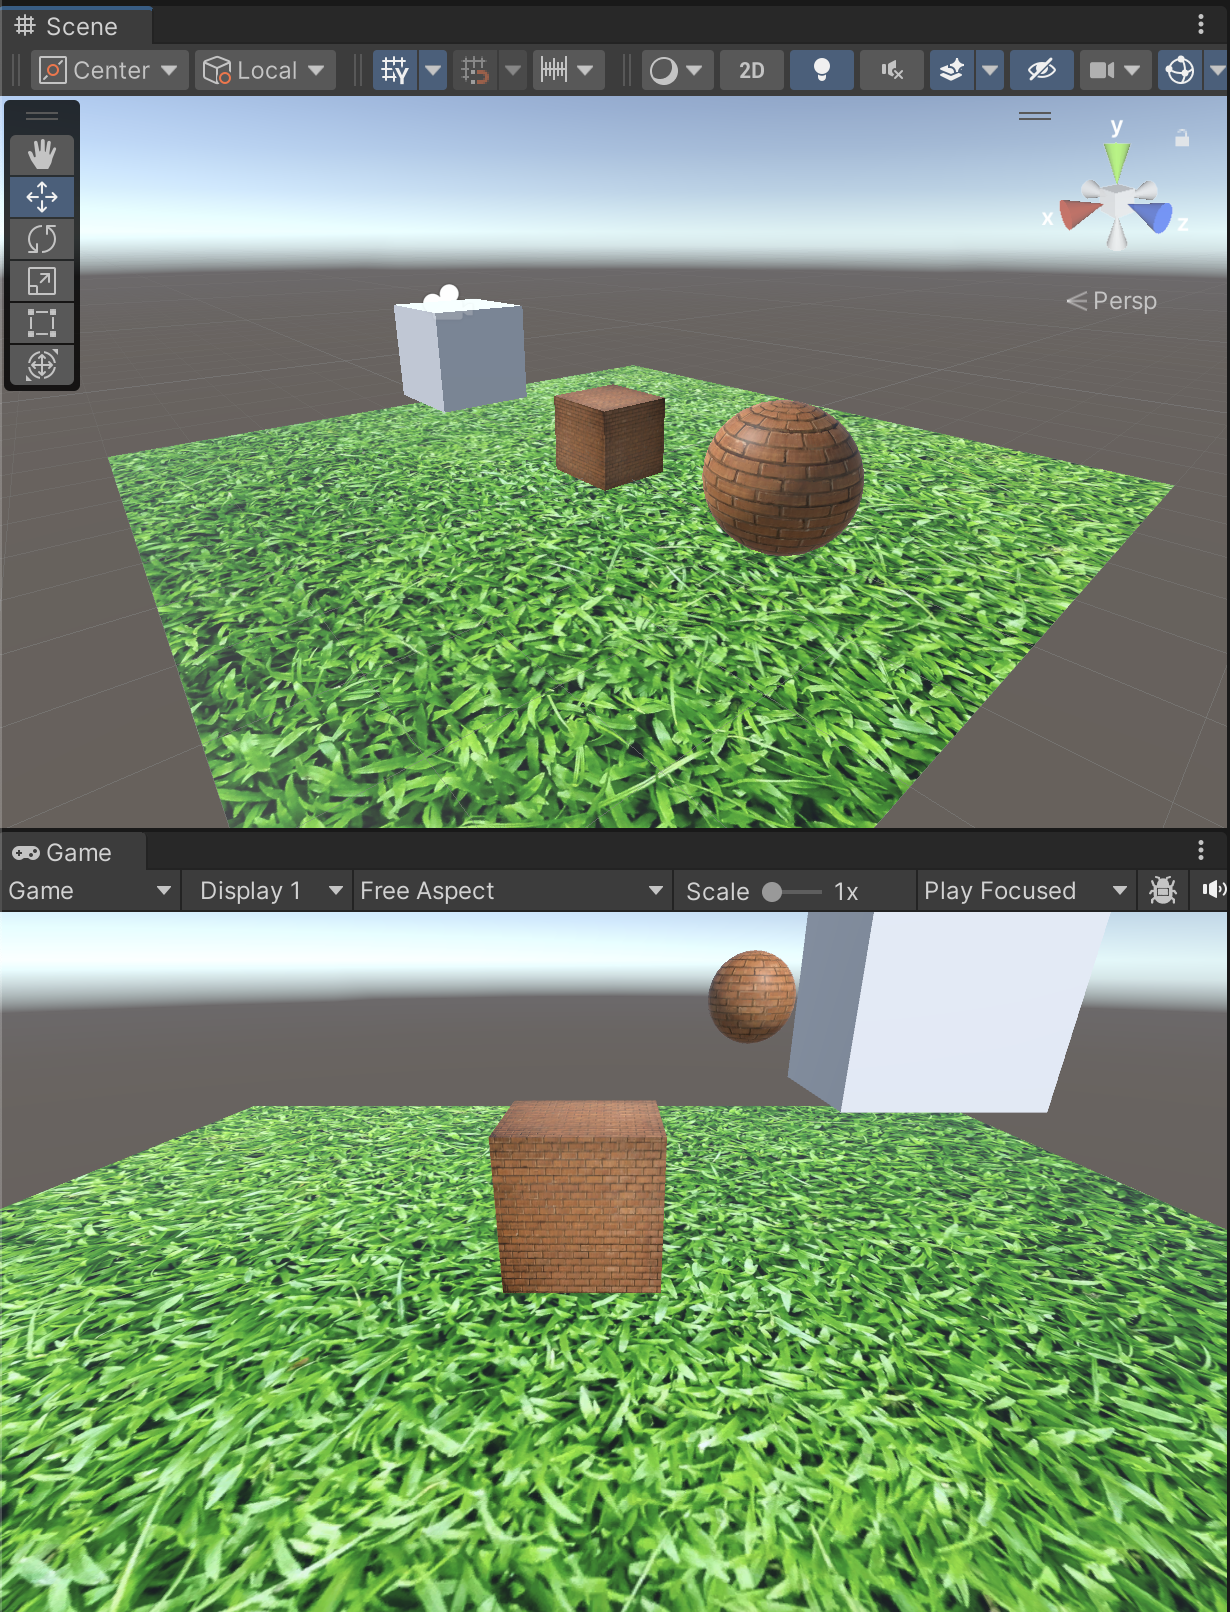 Scene
Center Local 2D
y
x z
Persp
Game
Game Display 1 Free Aspect Scale 1x Play Focused